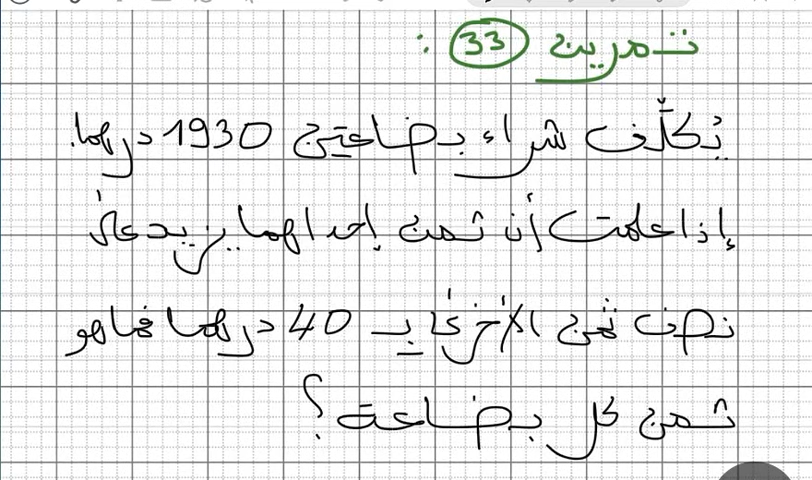 تمرين 33 :
تُكلِّف شراء بضاعتين 1930 درهما.
إذا علمت أن ثمن إحداهما يزيد على
نصف ثمن الأخرى بـ 40 درهما فما هو
ثمن كل بضاعة ؟